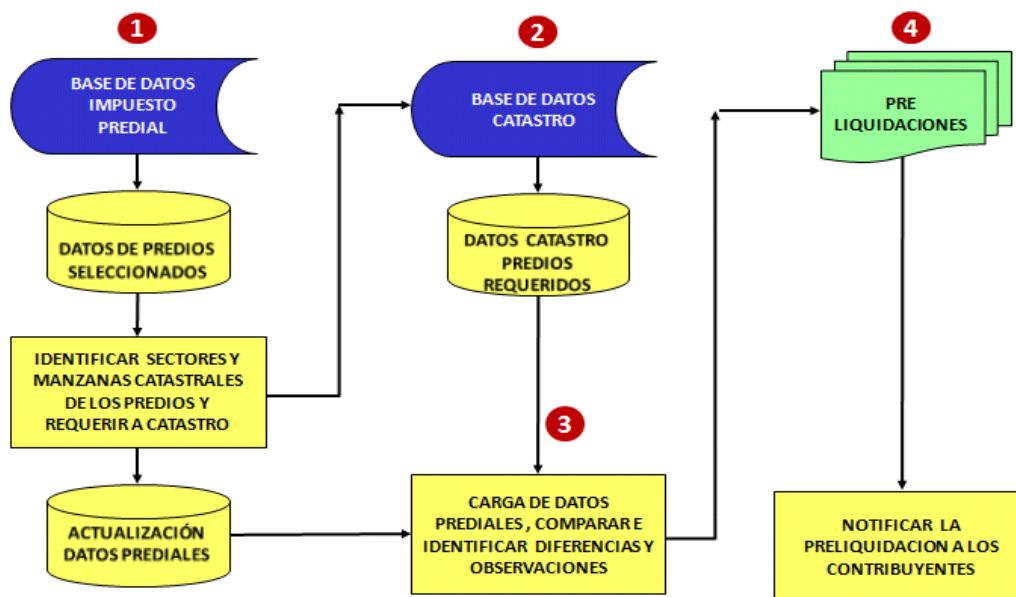 1
BASE DE DATOS
IMPUESTO
PREDIAL
DATOS DE PREDIOS
SELECCIONADOS
IDENTIFICAR SECTORES Y
MANZANAS CATASTRALES
DE LOS PREDIOS Y
REQUERIR A CATASTRO
ACTUALIZACIÓN
DATOS PREDIALES
2
BASE DE DATOS
CATASTRO
DATOS CATASTRO
PREDIOS
REQUERIDOS
3
CARGA DE DATOS
PREDIALES , COMPARAR E
IDENTIFICAR DIFERENCIAS Y
OBSERVACIONES
4
PRE
LIQUIDACIONES
NOTIFICAR LA
PRELIQUIDACION A LOS
CONTRIBUYENTES